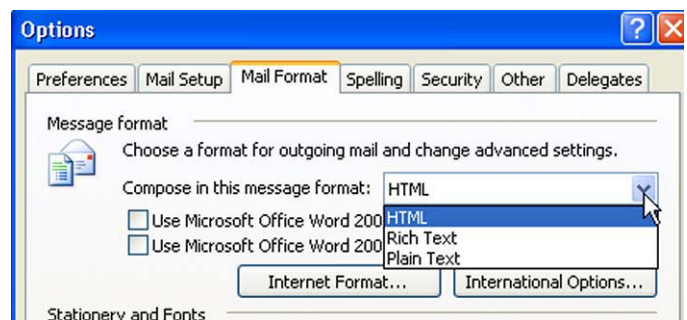 Options
Preferences Mail Setup Mail Format Spelling Security Other Delegates
Message format
Choose a format for outgoing mail and change advanced settings.
Compose in this message format: HTML
Use Microsoft Office Word 200 HTML
Use Microsoft Office Word 200 Rich Text
Plain Text
Internet Format... International Options...
Stationery and Fonts